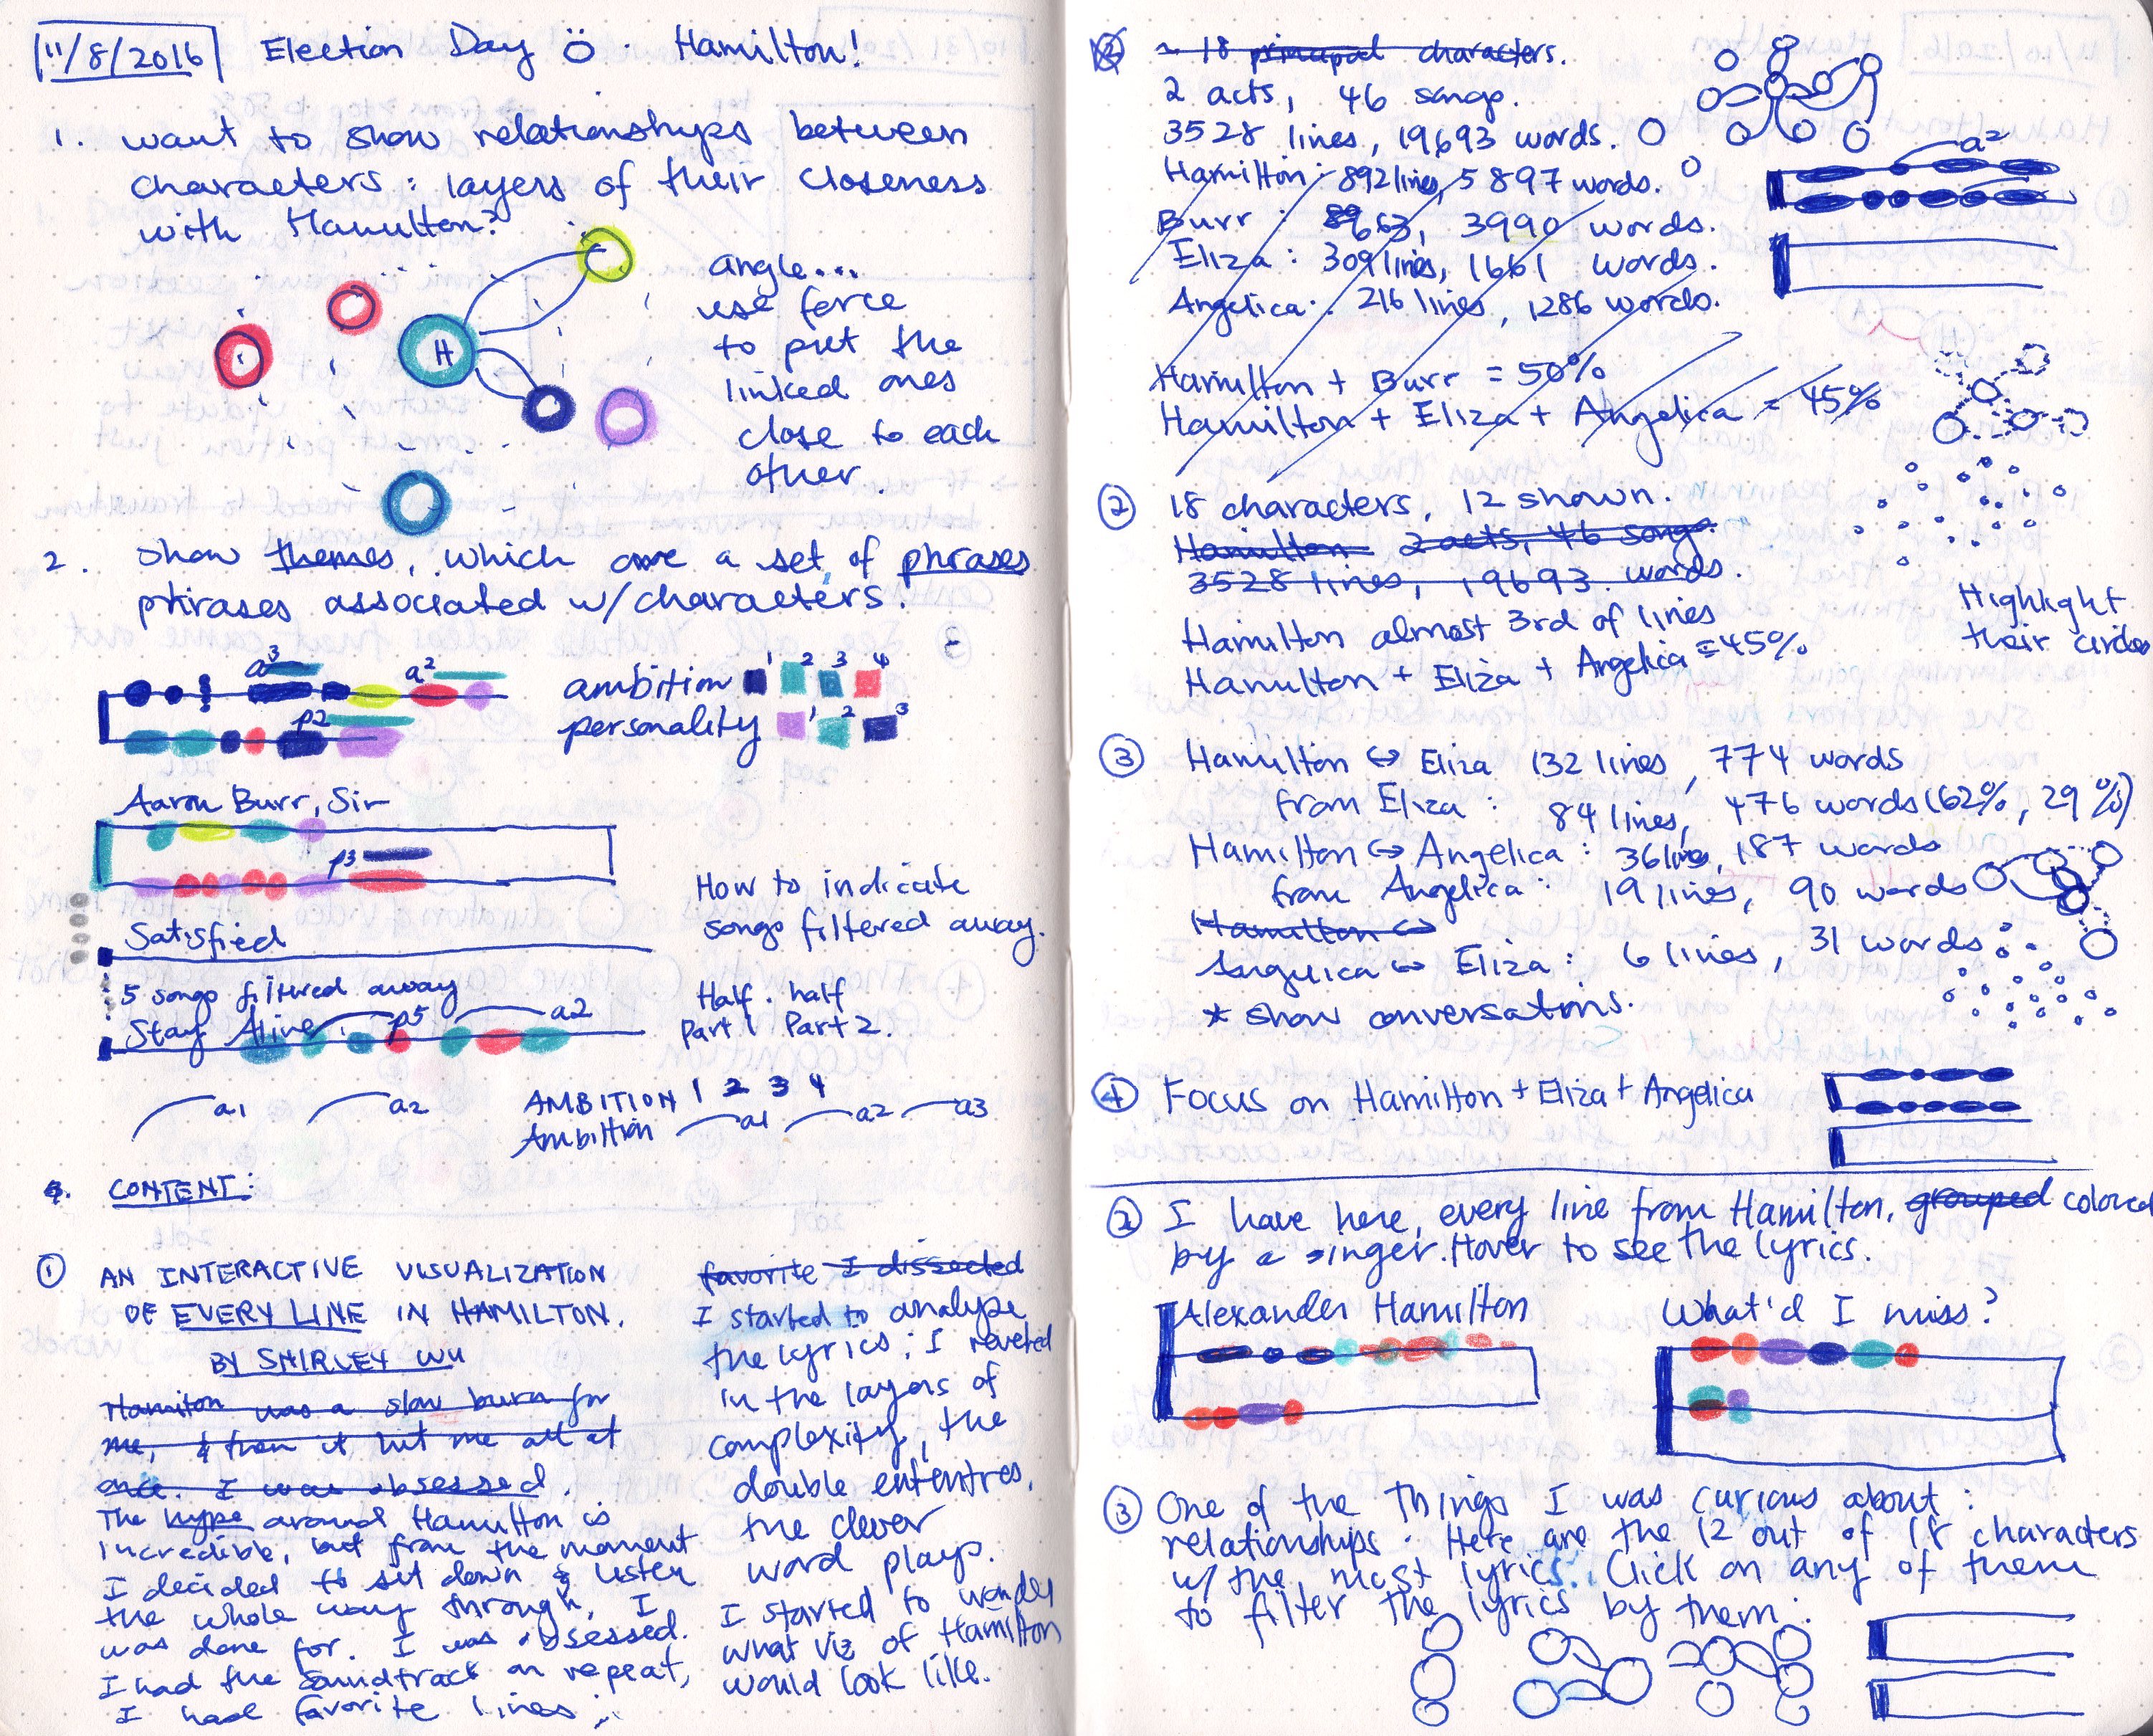 11/8/2016 Election Day Ö . Hamilton!
1. want to show relationships between
characters : layers of their closeness
with Hamilton?
angle...
use force
to put the
linked ones
close to each
other.
H
2. show themes, which are a set of phrases
phrases associated w/ characters.
a3 a2
p2
ambition 1 2 3 4
personality 1 2 3
Aaron Burr, Sir
p3
How to indicate
songs filtered away.
Satisfied
5 songs filtered away
Stay Alive p5 a2
Half . half
Part 1 Part 2.
a1 a2
AMBITION 1 2 3 4
Ambition a1 a2 a3
CONTENT:
① AN INTERACTIVE VISUALIZATION
OF EVERY LINE IN HAMILTON.
BY SHIRLEY WU
Hamilton was a slow burn for
me, & then it hit me all at
once. I was obsessed.
The hype around Hamilton is
incredible, but from the moment
I decided to sit down & listen
the whole way through, I
was done for. I was obsessed.
I had the soundtrack on repeat,
I had favorite lines;
favorite I dissected
I started to analyze
the lyrics; I reveled
in the layers of
complexity, the
double ententres,
the clever
word plays.
I started to wonder
what viz of Hamilton
would look like.
~ 18 principal characters.
2 acts, 46 songs.
3528 lines, 19693 words.
Hamilton: 892 lines, 5897 words.
Burr : 663, 3990 words.
Eliza : 309 lines, 1661 words.
Angelica: 216 lines, 1286 words.
a2
Hamilton + Burr = 50%
Hamilton + Eliza + Angelica = 45%
② 18 characters, 12 shown.
Hamilton 2 acts, 46 songs.
3528 lines, 19693 words.
Hamilton almost 3rd of lines
Hamilton + Eliza + Angelica = 45%
Highlight
their circles
③ Hamilton ↔ Eliza 132 lines, 774 words
from Eliza : 84 lines, 476 words (62%, 29%)
Hamilton ↔ Angelica : 36 lines, 187 words
from Angelica : 19 lines, 90 words
Hamilton ↔
Angelica ↔ Eliza : 6 lines, 31 words
* show conversations.
④ Focus on Hamilton + Eliza + Angelica
② I have here, every line from Hamilton, grouped colored
by a singer. Hover to see the lyrics.
Alexander Hamilton What'd I miss?
③ One of the things I was curious about :
relationships. Here are the 12 out of 18 characters
w/ the most lyrics. Click on any of them
to filter the lyrics by them: